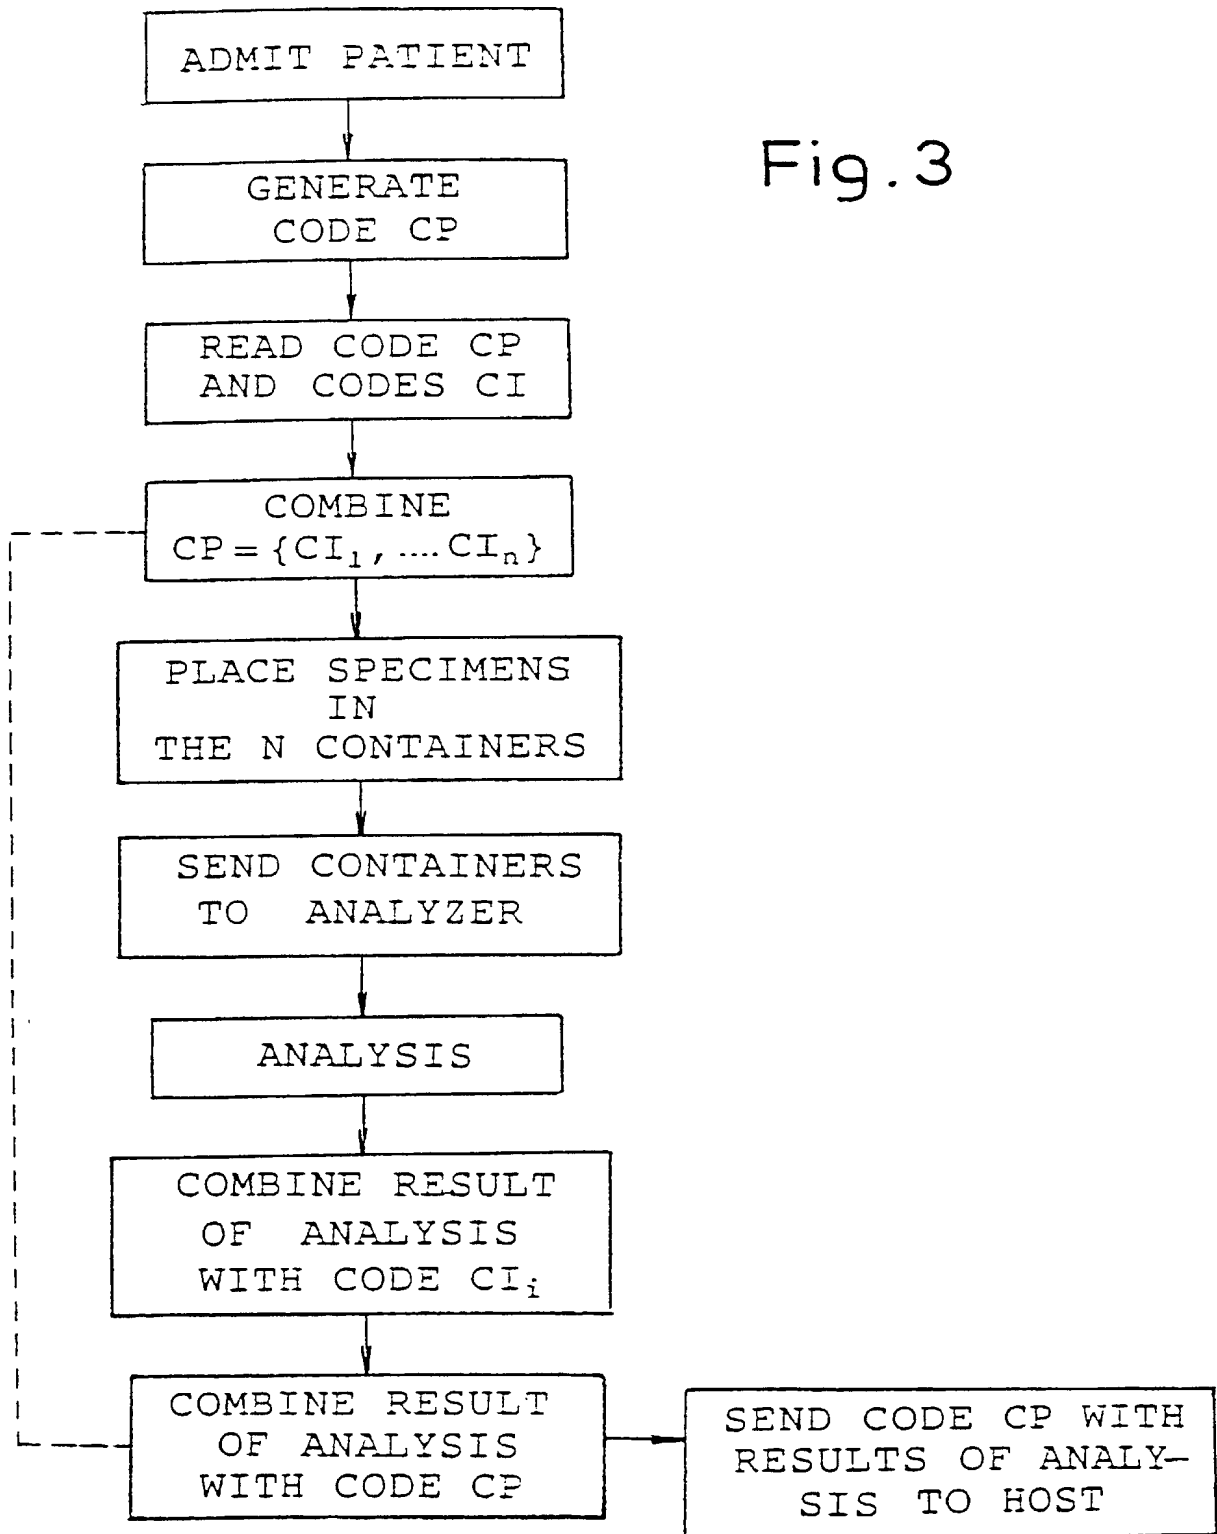 ADMIT PATIENT
Fig. 3
GENERATE
CODE CP
READ CODE CP
AND CODES CI
COMBINE
CP = {CI₁, .... CIₙ}
PLACE SPECIMENS
IN
THE N CONTAINERS
SEND CONTAINERS
TO ANALYZER
ANALYSIS
COMBINE RESULT
OF ANALYSIS
WITH CODE CIᵢ
COMBINE RESULT
OF ANALYSIS
WITH CODE CP
SEND CODE CP WITH
RESULTS OF ANALY-
SIS TO HOST